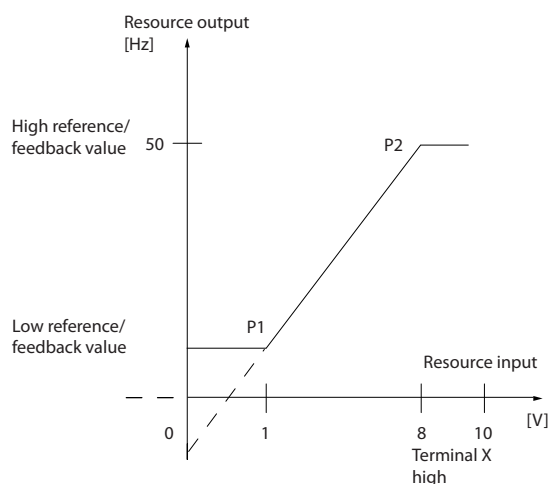 Resource output
[Hz]
High reference/
feedback value
50
P2
Low reference/
feedback value
P1
Resource input
[V]
0
1
8
10
Terminal X
high